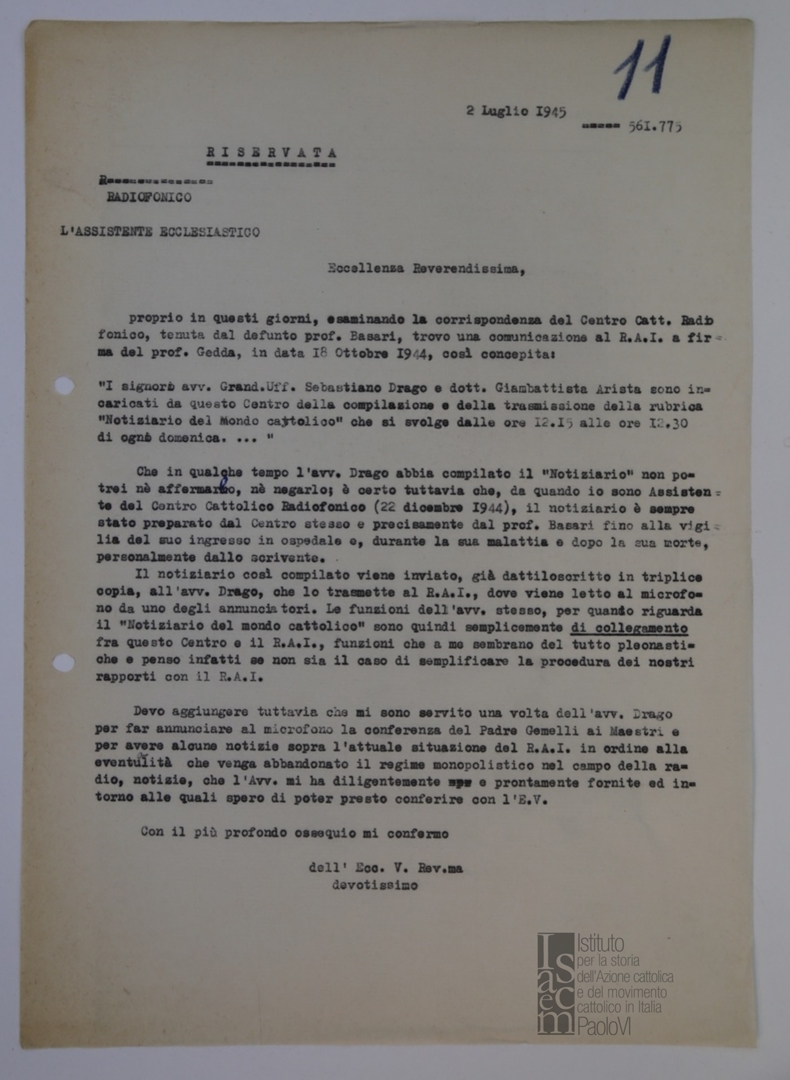 11
2 Luglio 1945
===== 561.775
R I S E R V A T A
=================
R=============
RADIOFONICO
L'ASSISTENTE ECCLESIASTICO
Eccellenza Reverendissima,
proprio in questi giorni, esaminando la corrispondenza del Centro Catt. Radio
fonico, tenuta dal defunto prof. Basari, trovo una comunicazione al R.A.I. a fir=
ma del prof. Gedda, in data 18 Ottobre 1944, così concepita:
"I signori avv. Grand.Uff. Sebastiano Drago e dott. Giambattista Arista sono in=
caricati da questo Centro della compilazione e della trasmissione della rubrica
"Notiziario del Mondo cattolico" che si svolge dalle ore 12.15 alle ore 12.30
di ogni domenica. ... "
Che in qualche tempo l'avv. Drago abbia compilato il "Notiziario" non po=
trei nè affermarlo, nè negarlo; è certo tuttavia che, da quando io sono Assisten=
te del Centro Cattolico Radiofonico (22 dicembre 1944), il notiziario è sempre
stato preparato dal Centro stesso e precisamente dal prof. Basari fino alla vigi=
lia del suo ingresso in ospedale e, durante la sua malattia e dopo la sua morte,
personalmente dallo scrivente.
Il notiziario così compilato viene inviato, già dattiloscritto in triplice
copia, all'avv. Drago, che lo trasmette al R.A.I., dove viene letto al microfo=
no da uno degli annunciatori. Le funzioni dell'avv. stesso, per quando riguarda
il "Notiziario del mondo cattolico" sono quindi semplicemente di collegamento
fra questo Centro e il R.A.I., funzioni che a me sembrano del tutto pleonasti=
che e penso infatti se non sia il caso di semplificare la procedura dei nostri
rapporti con il R.A.I.
Devo aggiungere tuttavia che mi sono servito una volta dell'avv. Drago
per far annunciare al microfono la conferenza del Padre Gemelli ai Maestri e
per avere alcune notizie sopra l'attuale situazione del R.A.I. in ordine alla
eventulità che venga abbandonato il regime monopolistico nel campo della ra=
dio, notizie, che l'Avv. mi ha diligentemente e prontamente fornite ed in=
torno alle quali spero di poter presto conferire con l'E.V.
Con il più profondo ossequio mi confermo
dell' Ecc. V. Rev.ma
devotissimo
Isacem
Istituto
per la storia
dell'Azione cattolica
e del movimento
cattolico in Italia
PaoloVI